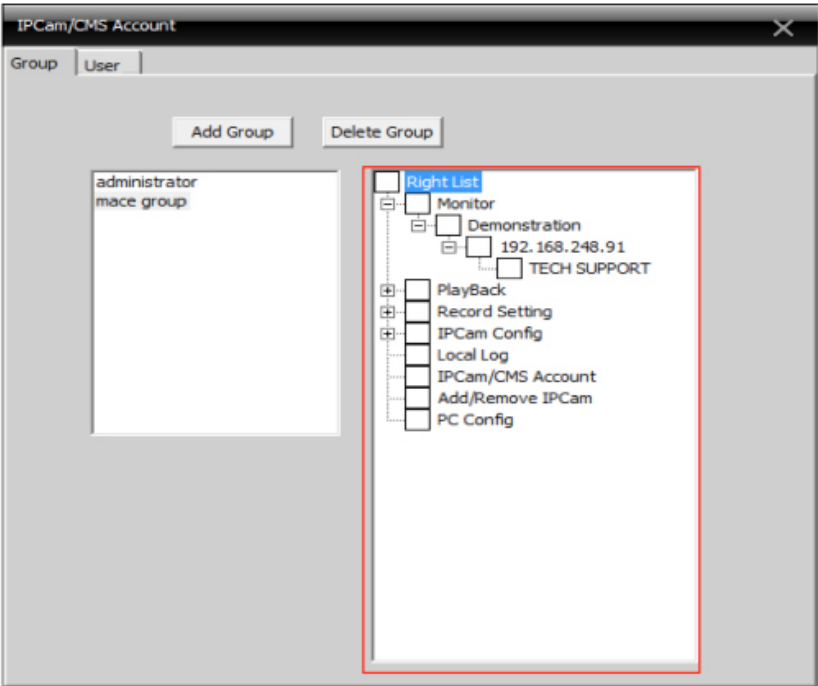 IPCam/CMS Account
Group
User
Add Group
Delete Group
administrator
mace group
Right List
Monitor
Demonstration
192.168.248.91
TECH SUPPORT
PlayBack
Record Setting
IPCam Config
Local Log
IPCam/CMS Account
Add/Remove IPCam
PC Config